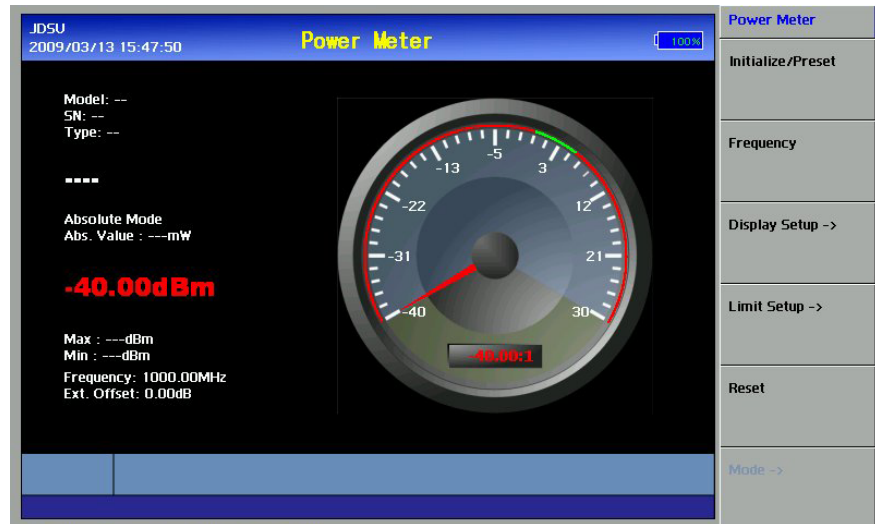 JDSU
2009/03/13 15:47:50
Power Meter
100%
Model: --
SN: --
Type: --
----
Absolute Mode
Abs. Value : ---mW
-40.00dBm
Max : ---dBm
Min : ---dBm
Frequency: 1000.00MHz
Ext. Offset: 0.00dB
-40
-31
-22
-13
-5
3
12
21
30
-40.00:1
Power Meter
Initialize/Preset
Frequency
Display Setup ->
Limit Setup ->
Reset
Mode ->